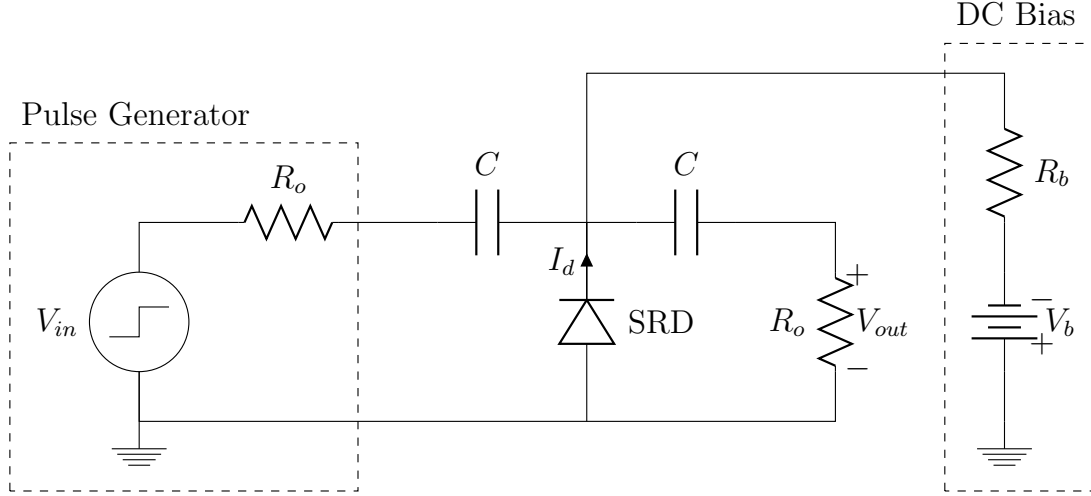 DC Bias
Pulse Generator
R_o
C
C
R_b
I_d
V_in
SRD
R_o
+
V_out
−
−
V_b
+